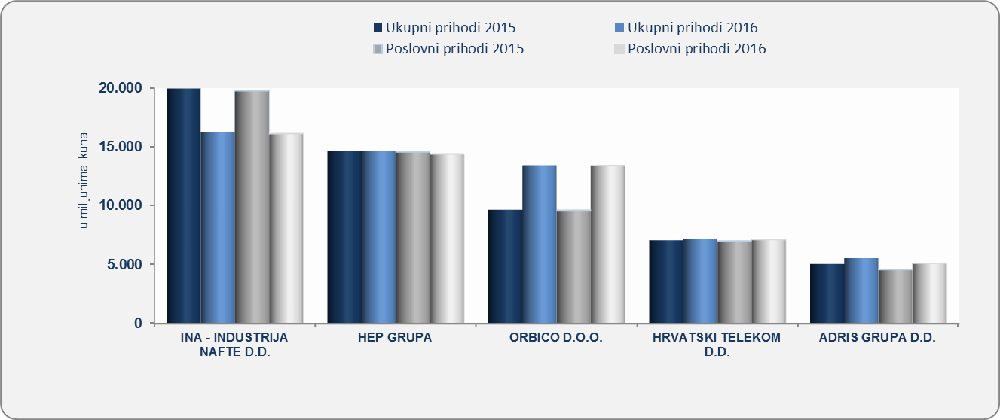 Ukupni prihodi 2015
Ukupni prihodi 2016
Poslovni prihodi 2015
Poslovni prihodi 2016
u milijunima kuna
20.000
15.000
10.000
5.000
0
INA - INDUSTRIJA
NAFTE D.D.
HEP GRUPA
ORBICO D.O.O.
HRVATSKI TELEKOM
D.D.
ADRIS GRUPA D.D.